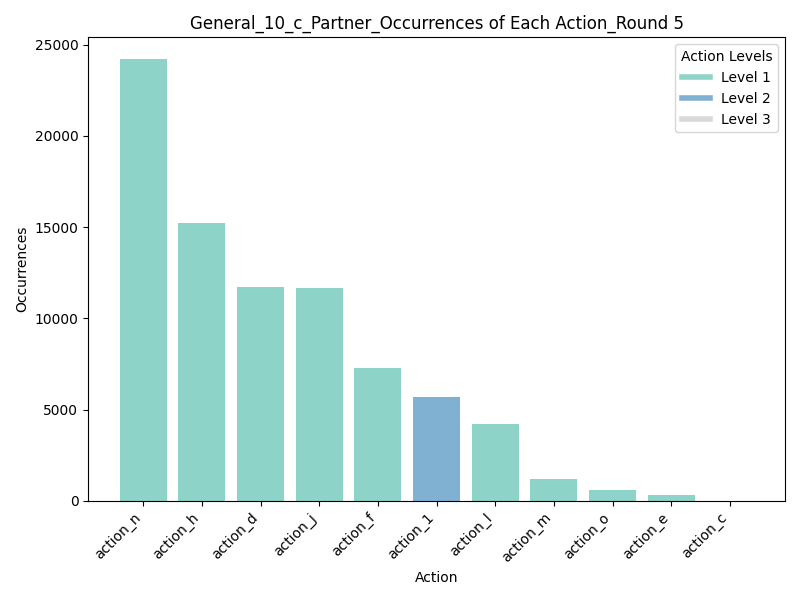 General_10_c_Partner_Occurrences of Each Action_Round 5
Action Levels
Level 1
Level 2
Level 3
Occurrences
25000
20000
15000
10000
5000
0
action_n
action_h
action_d
action_j
action_f
action_1
action_l
action_m
action_o
action_e
action_c
Action